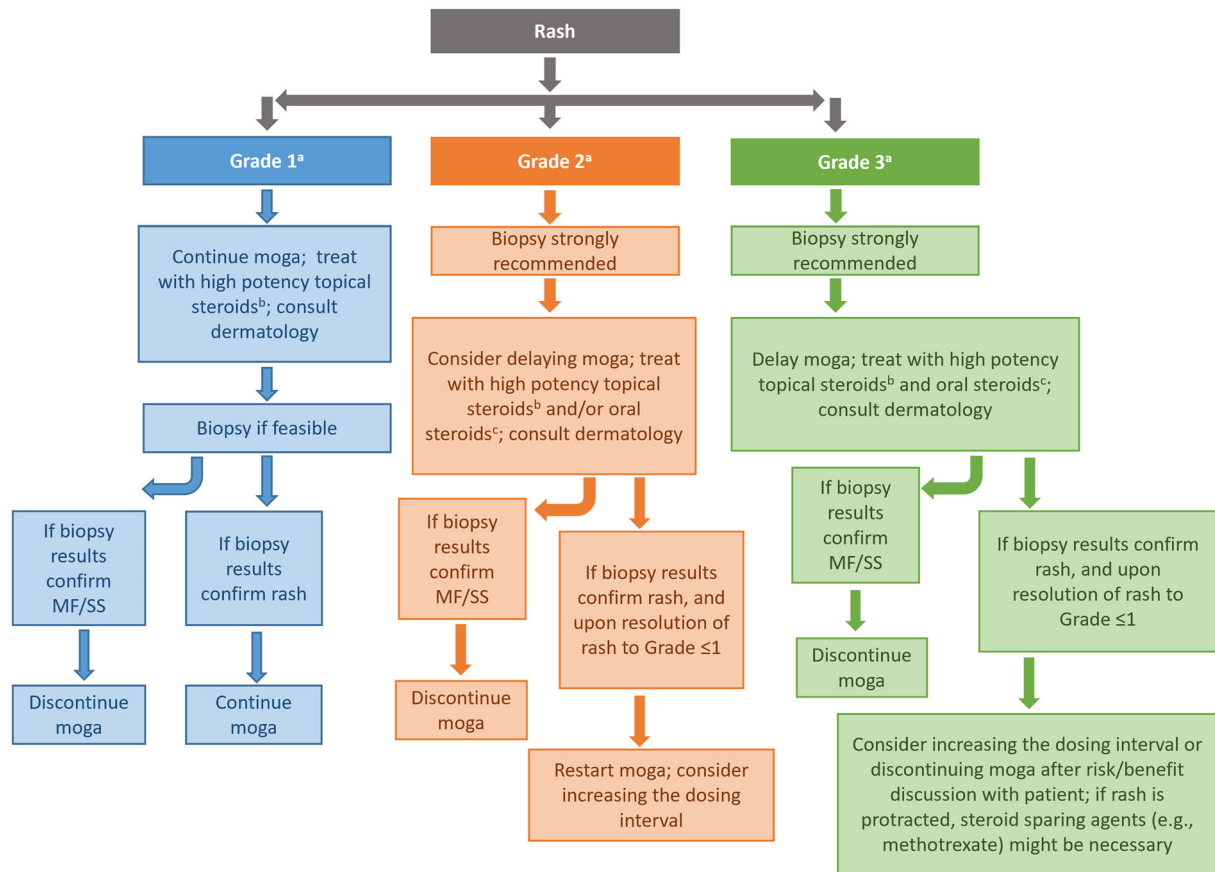 Rash
Grade 1ᵃ
Continue moga; treat
with high potency topical
steroidsᵇ; consult
dermatology
Biopsy if feasible
If biopsy
results
confirm
MF/SS
Discontinue
moga
If biopsy
results
confirm rash
Continue
moga
Grade 2ᵃ
Biopsy strongly
recommended
Consider delaying moga; treat
with high potency topical
steroidsᵇ and/or oral
steroidsᶜ; consult dermatology
If biopsy
results
confirm
MF/SS
Discontinue
moga
If biopsy results
confirm rash, and
upon resolution of
rash to Grade ≤1
Restart moga; consider
increasing the dosing
interval
Grade 3ᵃ
Biopsy strongly
recommended
Delay moga; treat with high potency
topical steroidsᵇ and oral steroidsᶜ;
consult dermatology
If biopsy
results
confirm
MF/SS
Discontinue
moga
If biopsy results confirm
rash, and upon
resolution of rash to
Grade ≤1
Consider increasing the dosing interval or
discontinuing moga after risk/benefit
discussion with patient; if rash is
protracted, steroid sparing agents (e.g.,
methotrexate) might be necessary